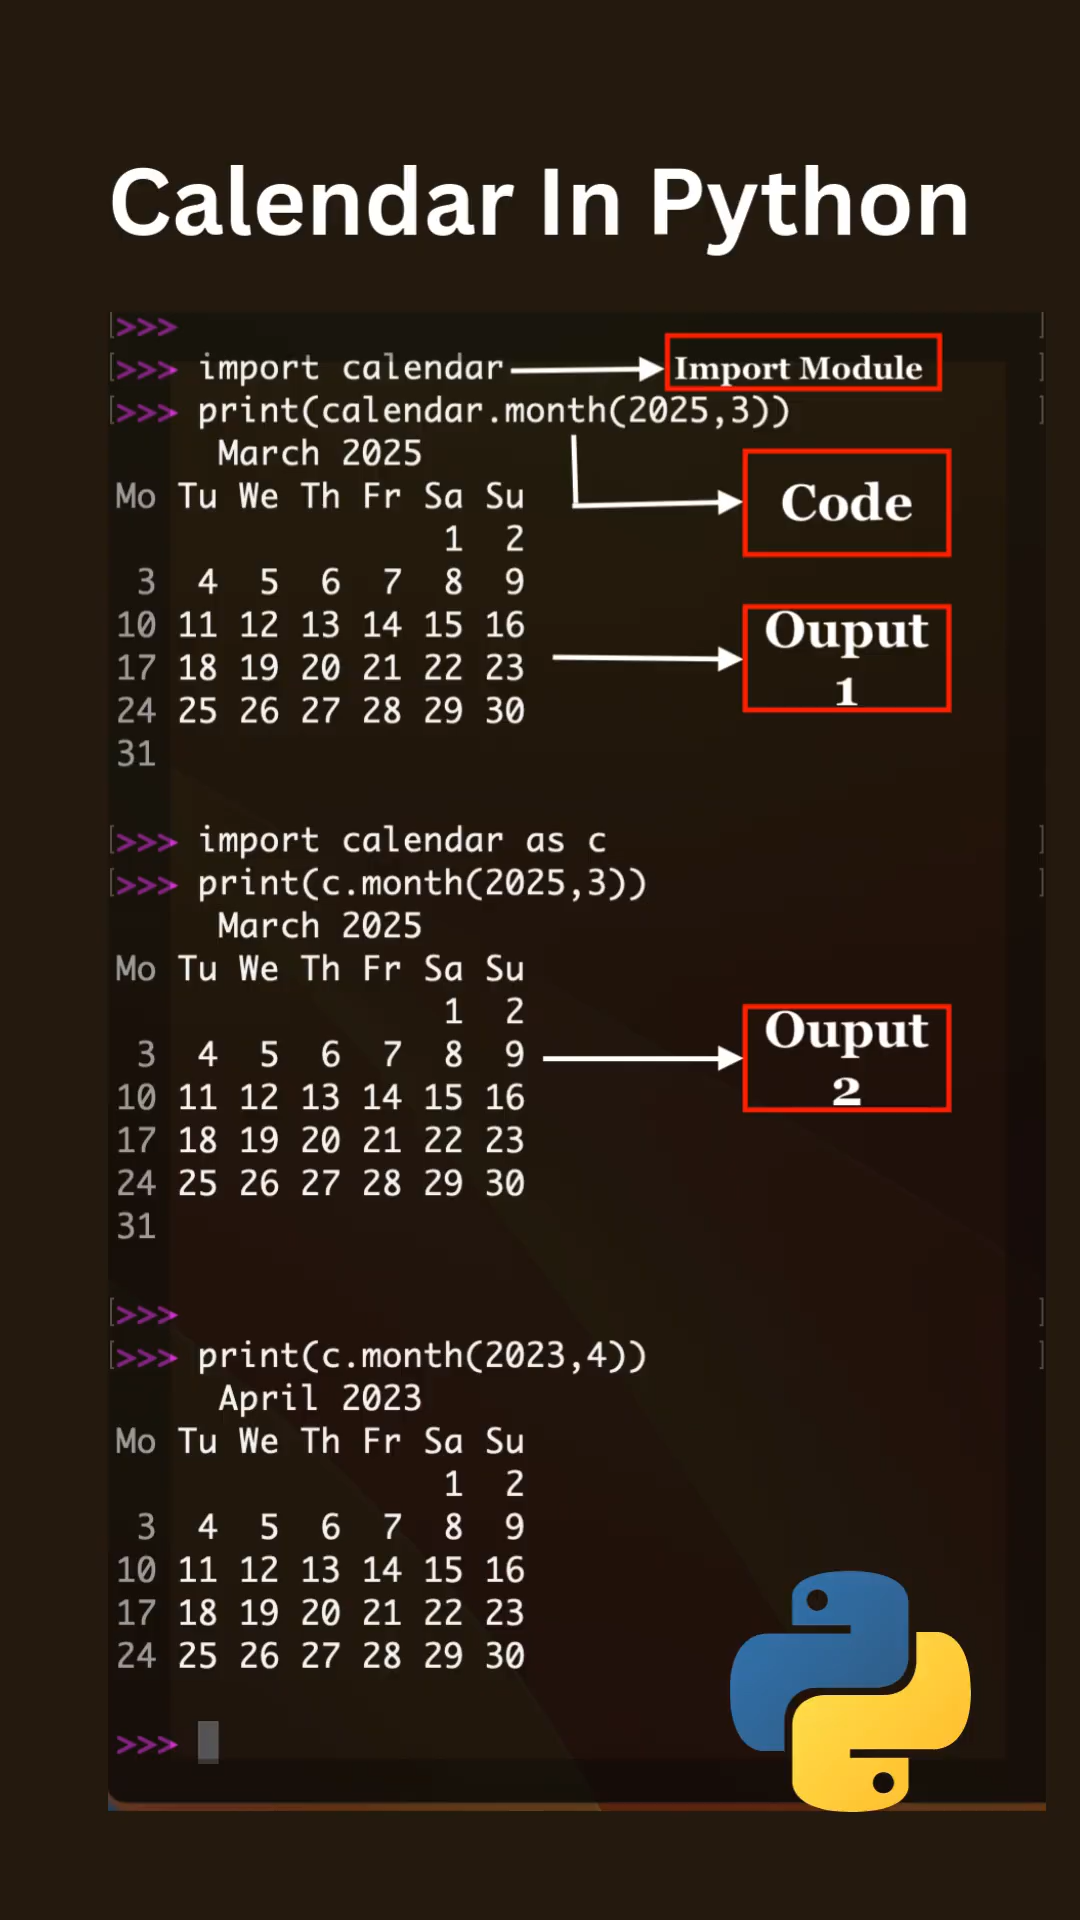 Calendar In Python
[>>> ]
[>>> import calendar Import Module ]
[>>> print(calendar.month(2025,3)) ]
March 2025
Mo Tu We Th Fr Sa Su
Code
1 2
3 4 5 6 7 8 9
10 11 12 13 14 15 16
Ouput
1
17 18 19 20 21 22 23
24 25 26 27 28 29 30
31
[>>> import calendar as c ]
[>>> print(c.month(2025,3)) ]
March 2025
Mo Tu We Th Fr Sa Su
1 2
3 4 5 6 7 8 9
Ouput
2
10 11 12 13 14 15 16
17 18 19 20 21 22 23
24 25 26 27 28 29 30
31
[>>> ]
[>>> print(c.month(2023,4)) ]
April 2023
Mo Tu We Th Fr Sa Su
1 2
3 4 5 6 7 8 9
10 11 12 13 14 15 16
17 18 19 20 21 22 23
24 25 26 27 28 29 30
>>>